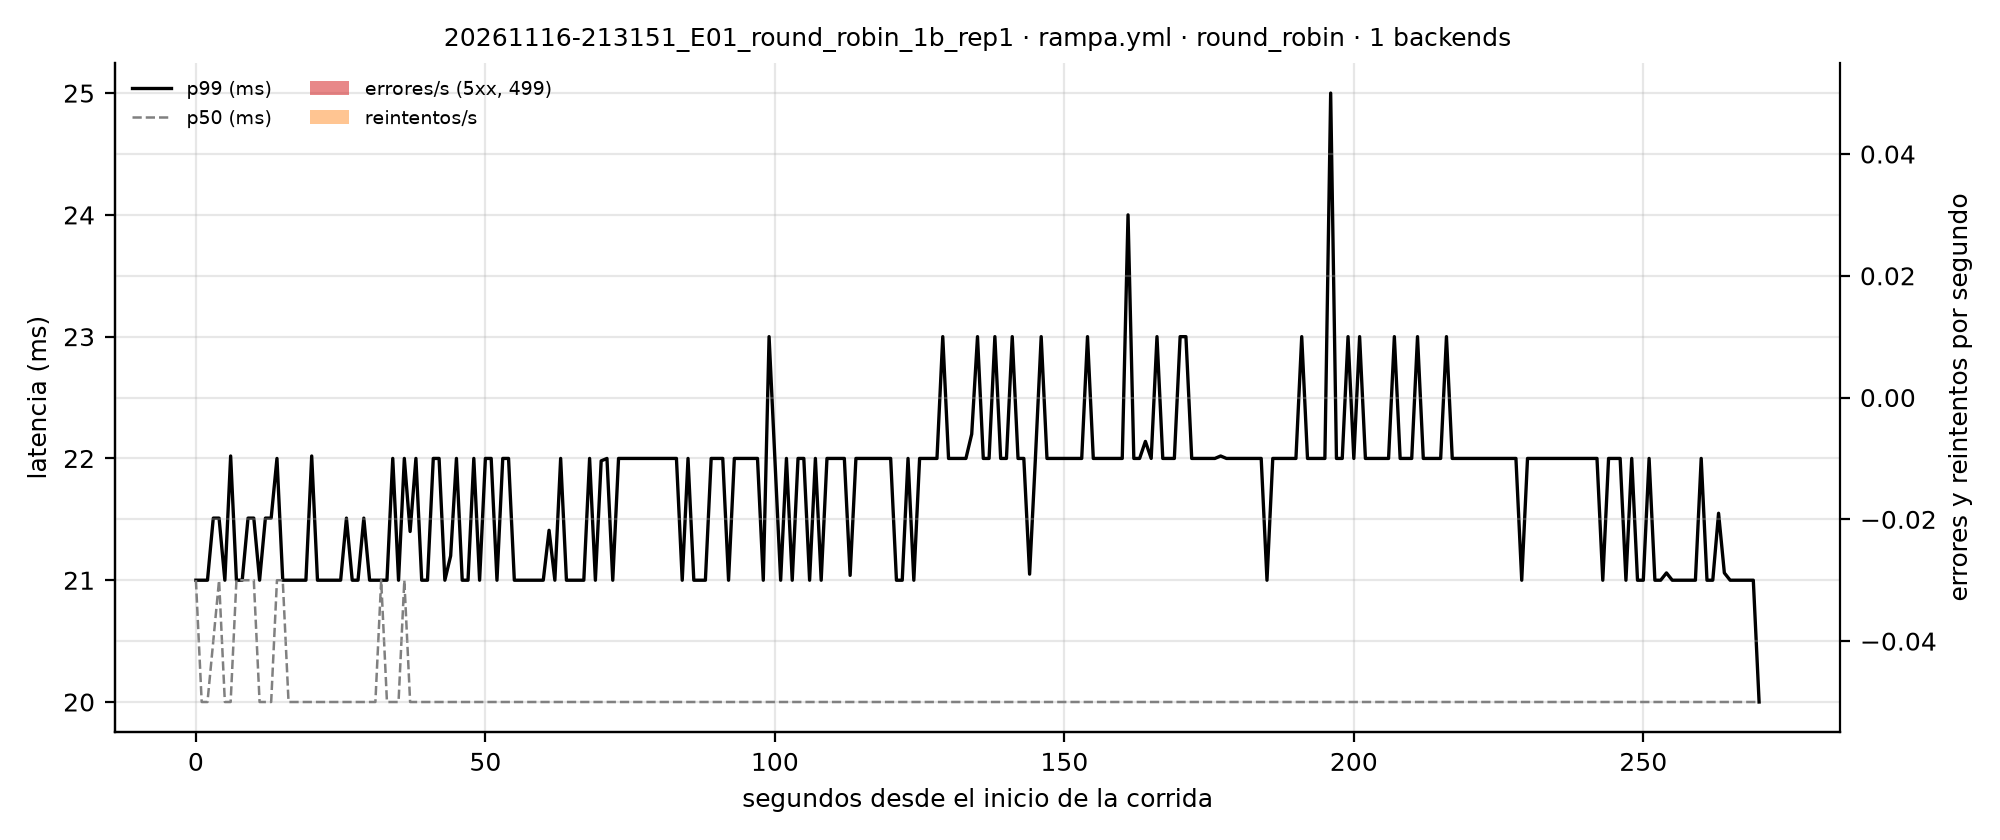 20261116-213151_E01_round_robin_1b_rep1 · rampa.yml · round_robin · 1 backends
p99 (ms)
p50 (ms)
errores/s (5xx, 499)
reintentos/s
latencia (ms)
25
24
23
22
21
20
0.04
0.02
0.00
−0.02
−0.04
errores y reintentos por segundo
0
50
100
150
200
250
segundos desde el inicio de la corrida